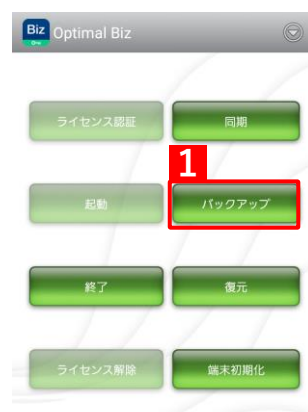 Biz Optimal Biz
ライセンス認証 同期
1
起動 バックアップ
終了 復元
ライセンス解除 端末初期化